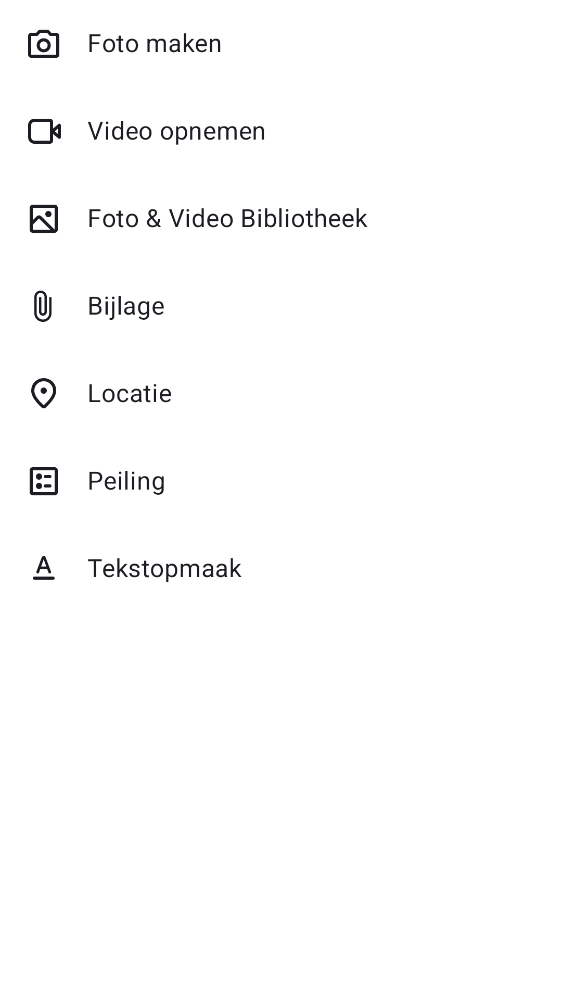 Foto maken
Video opnemen
Foto & Video Bibliotheek
Bijlage
Locatie
Peiling
Tekstopmaak